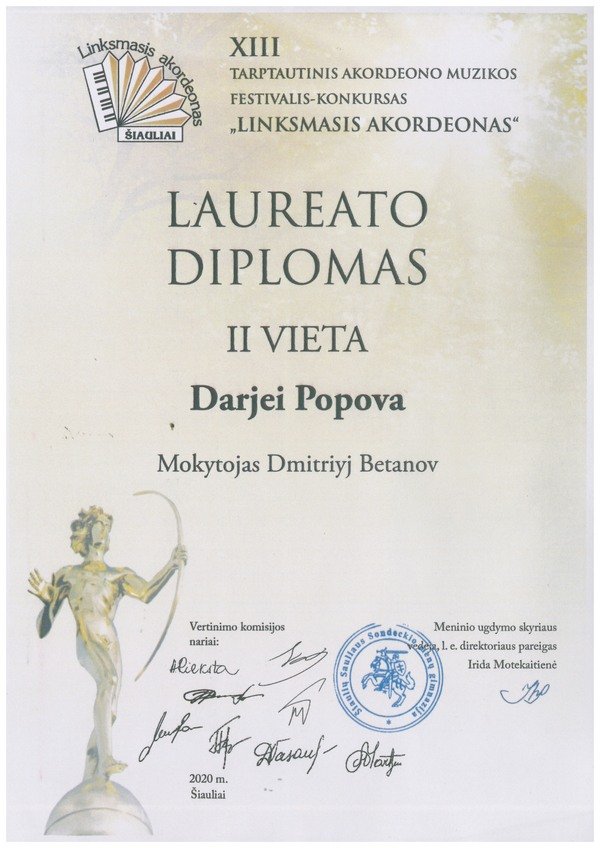 Linksmasis akordeonas
ŠIAULIAI
XIII
TARPTAUTINIS AKORDEONO MUZIKOS
FESTIVALIS-KONKURSAS
„LINKSMASIS AKORDEONAS“
LAUREATO
DIPLOMAS
II VIETA
Darjei Popova
Mokytojas Dmitriyj Betanov
Vertinimo komisijos
nariai:
Meninio ugdymo skyriaus
vedėja, l. e. direktoriaus pareigas
Irida Motekaitienė
Šiaulių Sauliaus Sondeckio menų gimnazija
2020 m.
Šiauliai